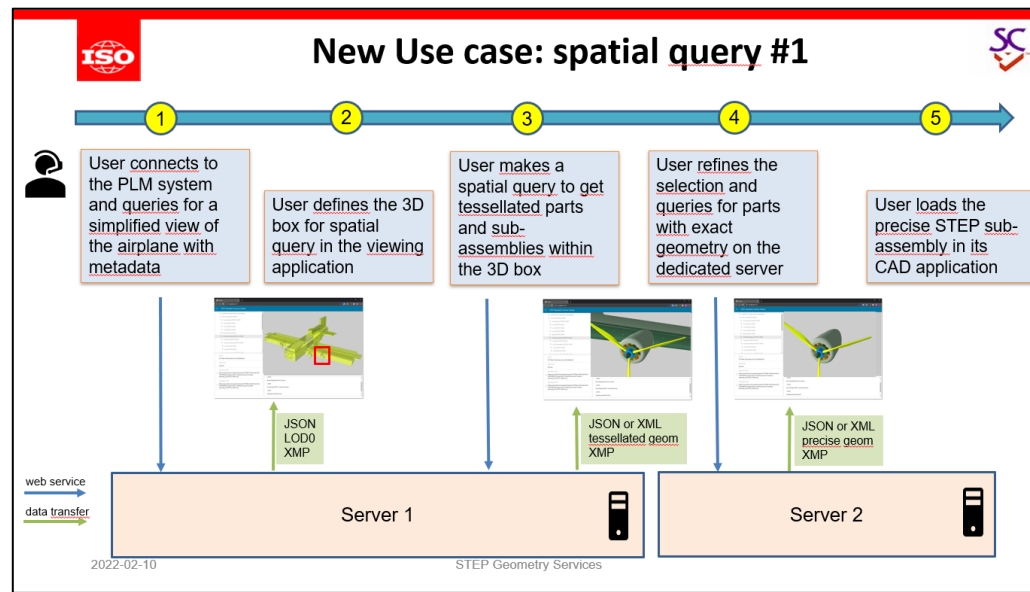 ISO
New Use case: spatial query #1
SC
1
2
3
4
5
User connects to
the PLM system
and queries for a
simplified view of
the airplane with
metadata
User defines the 3D
box for spatial
query in the viewing
application
User makes a
spatial query to get
tessellated parts
and sub-
assemblies within
the 3D box
User refines the
selection and
queries for parts
with exact
geometry on the
dedicated server
User loads the
precise STEP sub-
assembly in its
CAD application
JSON
LOD0
XMP
JSON or XML
tessellated geom
XMP
JSON or XML
precise geom
XMP
web service
data transfer
Server 1
Server 2
2022-02-10
STEP Geometry Services